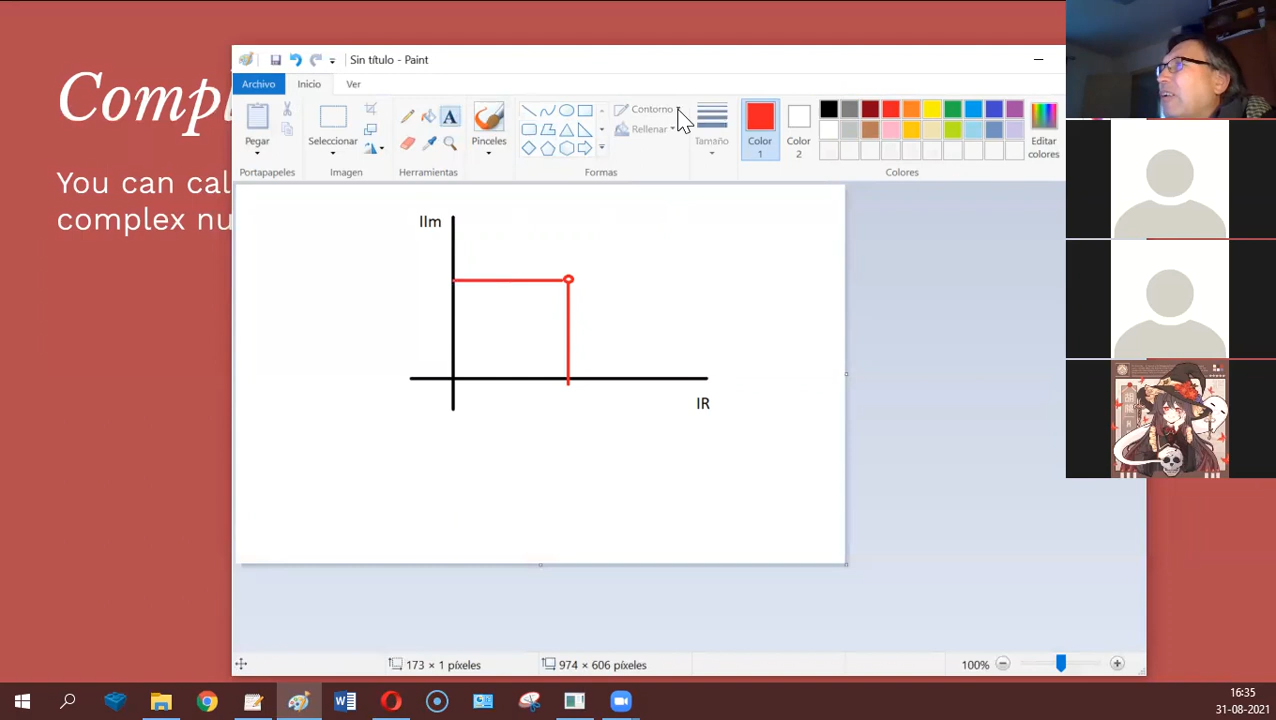 Compl
You can cal
complex nu
Sin título - Paint
Archivo
Inicio
Ver
Pegar
Seleccionar
A
Pinceles
Contorno
Rellenar
Tamaño
Color
1
Color
2
Editar
colores
Portapapeles
Imagen
Herramientas
Formas
Colores
IIm
IR
173 × 1 píxeles
974 × 606 píxeles
100%
16:35
31-08-2021